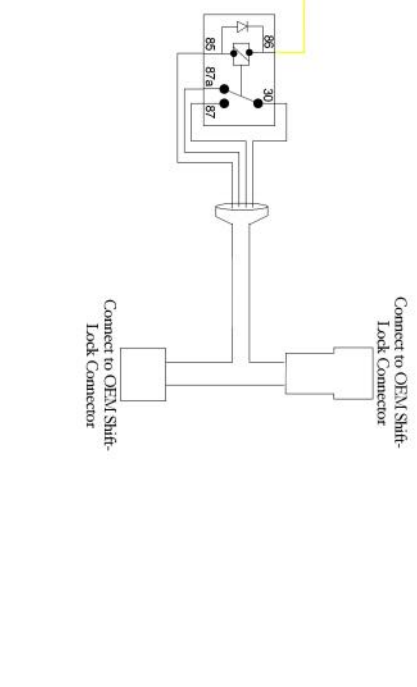 86
85
30
87a
87
Connect to OEM Shift-
Lock Connector
Connect to OEM Shift-
Lock Connector